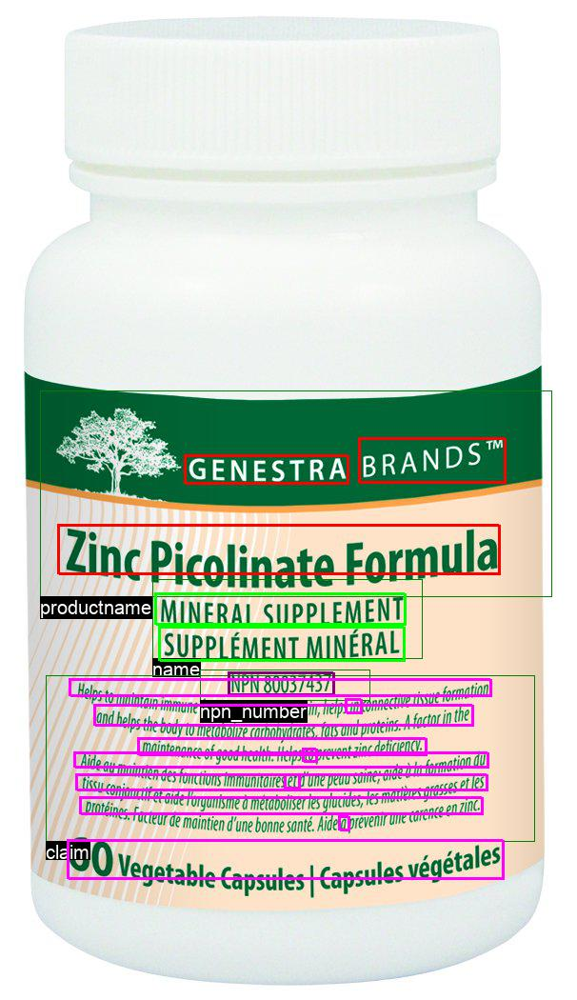 GENESTRA BRANDS™
Zinc Picolinate Formula
productname
MINERAL SUPPLEMENT
SUPPLÉMENT MINÉRAL
name
NPN 80037437
Helps to maintain immune in, helps in connective tissue formation
npn_number
and helps the body to metabolize carbohydrates, fats and proteins. A factor in the
maintenance of good health. Helps to prevent zinc deficiency.
Aide au maintien des fonctions immunitaires et d'une peau saine; aide à la formation du
tissu conjonctif et aide l'organisme à métaboliser les glucides, les matières grasses et les
protéines. Facteur de maintien d'une bonne santé. Aide à prévenir une carence en zinc.
claim
60 Vegetable Capsules | Capsules végétales